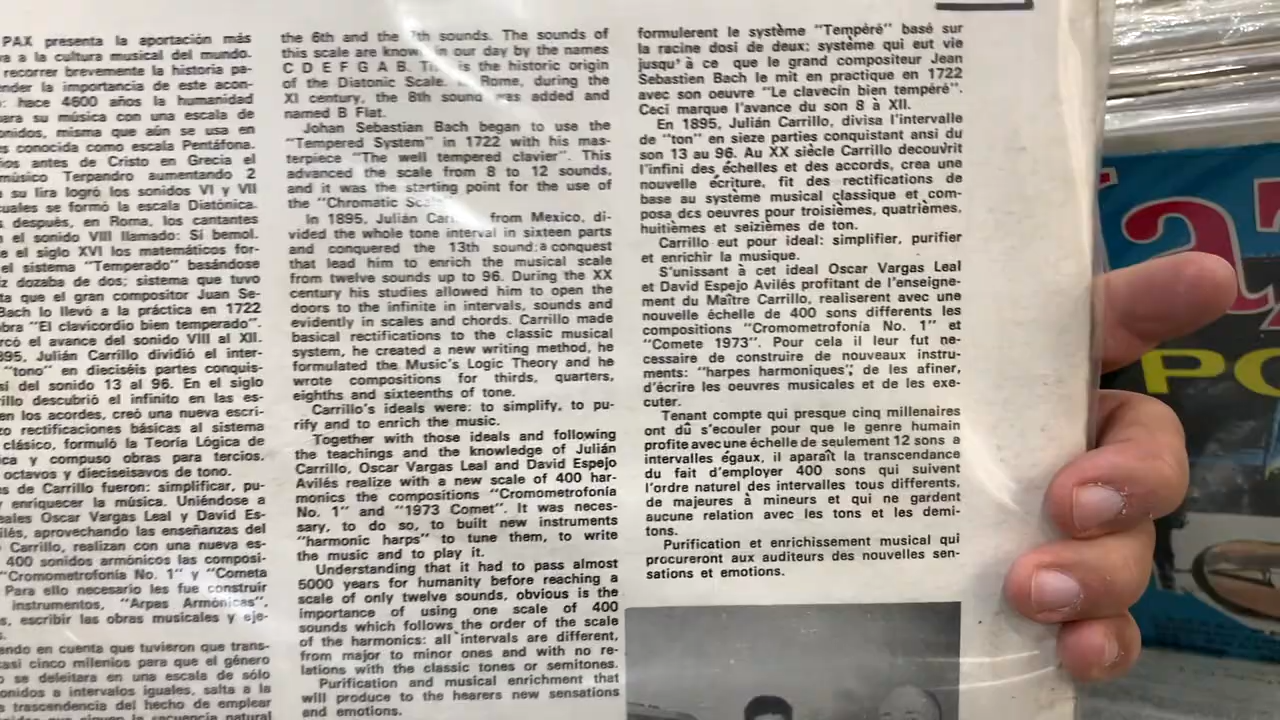 PAX presenta la aportación más
a a la cultura musical del mundo.
recorrer brevemente la historia pa-
ender la importancia de este acon-
: hace 4600 años la humanidad
para su música con una escala de
onidos, misma que aún se usa en
s conocida como escala Pentáfona.
ios antes de Cristo en Grecia el
músico Terpandro aumentando 2
su lira logró los sonidos VI y VII
cuales se formó la escala Diatónica.
s después, en Roma, los cantantes
n el sonido VIII llamado: Sí bemol.
e el siglo XVI los matemáticos for-
el sistema "Temperado" basándose
iz dozaba de dos; sistema que tuvo
ta que el gran compositor Juan Se-
Bach lo llevó a la práctica en 1722
bra "El clavicordio bien temperado".
rcó el avance del sonido VIII al XII.
895, Julián Carrillo dividió el inter-
"tono" en dieciséis partes conquis-
sí del sonido 13 al 96. En el siglo
rillo descubrió el infinito en las es-
en los acordes, creó una nueva escri-
zo rectificaciones básicas al sistema
clásico, formuló la Teoría Lógica de
ica y compuso obras para tercios,
octavos y dieciseisavos de tono.
es de Carrillo fueron: simplificar, pu-
enriquecer la música. Uniéndose a
eales Oscar Vargas Leal y David Es-
ilés, aprovechando las enseñanzas del
Carrillo, realizan con una nueva es-
400 sonidos armónicos las composi-
"Cromometrofonía No. 1" y "Cometa
Para ello necesario les fue construir
instrumentos, "Arpas Armónicas",
s, escribir las obras musicales y eje-
s.
endo en cuenta que tuvieron que trans-
casi cinco milenios para que el género
o se deleitara en una escala de sólo
onidos a intervalos iguales, salta a la
a trascendencia del hecho de emplear
nidos que siguen la secuencia natural
the 6th and the 7th sounds. The sounds of
this scale are known in our day by the names
C D E F G A B. This is the historic origin
of the Diatonic Scale. In Rome, during the
XI century, the 8th sound was added and
named B Flat.
Johan Sebastian Bach began to use the
"Tempered System" in 1722 with his mas-
terpiece "The well tempered clavier". This
advanced the scale from 8 to 12 sounds,
and it was the starting point for the use of
the "Chromatic Scale"
In 1895, Julián Car from Mexico, di-
vided the whole tone interval in sixteen parts
and conquered the 13th sound: a conquest
that lead him to enrich the musical scale
from twelve sounds up to 96. During the XX
century his studies allowed him to open the
doors to the infinite in intervals, sounds and
evidently in scales and chords. Carrillo made
basical rectifications to the classic musical
system, he created a new writing method, he
formulated the Music's Logic Theory and he
wrote compositions for thirds, quarters,
eighths and sixteenths of tone.
Carrillo's ideals were: to simplify, to pu-
rify and to enrich the music.
Together with those ideals and following
the teachings and the knowledge of Julián
Carrillo, Oscar Vargas Leal and David Espejo
Avilés realize with a new scale of 400 har-
monics the compositions "Cromometrofonía
No. 1" and "1973 Comet". It was neces-
sary, to do so, to built new instruments
"harmonic harps" to tune them, to write
the music and to play it.
Understanding that it had to pass almost
5000 years for humanity before reaching a
scale of only twelve sounds, obvious is the
importance of using one scale of 400
sounds which follows the order of the scale
of the harmonics: all intervals are different,
from major to minor ones and with no re-
lations with the classic tones or semitones.
Purification and musical enrichment that
will produce to the hearers new sensations
and emotions.
formulerent le système "Tempéré" basé sur
la racine dosi de deux; système qui eut vie
jusqu' à ce que le grand compositeur Jean
Sebastien Bach le mit en practique en 1722
avec son oeuvre "Le clavecin bien tempéré".
Ceci marque l'avance du son 8 à XII.
En 1895, Julián Carrillo, divisa l'intervalle
de "ton" en sieze parties conquistant ansi du
son 13 au 96. Au XX siècle Carrillo decouvrit
l'infini des échelles et des accords, crea une
nouvelle écriture, fit des rectifications de
base au système musical classique et com-
posa dcs oeuvres pour troisièmes, quatrièmes,
huitièmes et seizièmes de ton.
Carrillo eut pour ideal: simplifier, purifier
et enrichir la musique.
S'unissant à cet ideal Oscar Vargas Leal
et David Espejo Avilés profitant de l'enseigne-
ment du Maître Carrillo, realiserent avec une
nouvelle échelle de 400 sons differents les
compositions "Cromometrofonía No. 1" et
"Comete 1973". Pour cela il leur fut ne-
cessaire de construire de nouveaux instru-
ments: "harpes harmoniques"; de les afiner,
d'écrire les oeuvres musicales et de les exe-
cuter.
Tenant compte qui presque cinq millenaires
ont dû s'ecouler pour que le genre humain
profite avec une échelle de seulement 12 sons a
intervalles égaux, il aparaît la transcendance
du fait d'employer 400 sons qui suivent
l'ordre naturel des intervalles tous differents,
de majeures à mineurs et qui ne gardent
aucune relation avec les tons et les demi-
tons.
Purification et enrichissement musical qui
procureront aux auditeurs des nouvelles sen-
sations et emotions.
PO